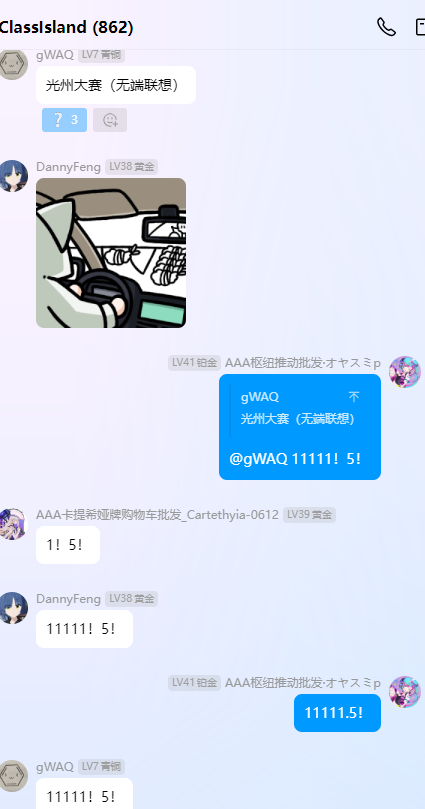 ClassIsland (862)
gWAQ LV7 青铜
光州大赛（无端联想）
？ 3
DannyFeng LV38 黄金
LV41 铂金 AAA枢纽推动批发·オヤスミp
gWAQ
光州大赛（无端联想）
@gWAQ 11111！5！
AAA卡提希娅牌购物车批发_Cartethyia-0612 LV39 黄金
1！5！
DannyFeng LV38 黄金
11111！5！
LV41 铂金 AAA枢纽推动批发·オヤスミp
11111.5！
gWAQ LV7 青铜
11111！5！